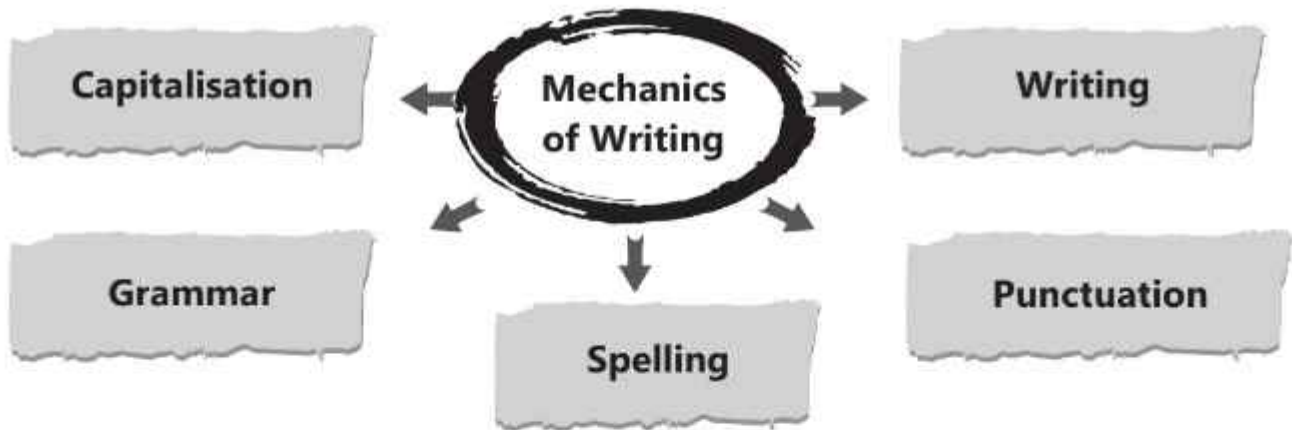 Mechanics
of Writing
Capitalisation
Writing
Grammar
Punctuation
Spelling